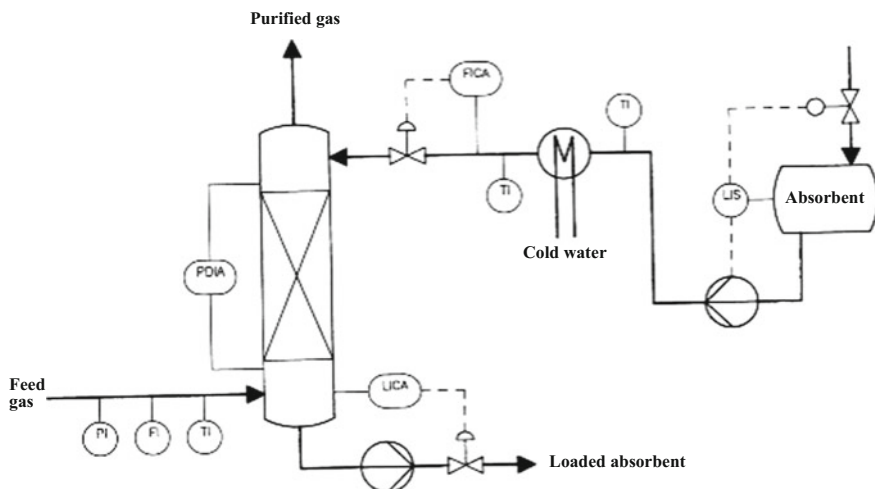 Purified gas
FICA
TI
TI
LIS
Absorbent
Cold water
PDIA
Feed
gas
LICA
PI
FI
TI
Loaded absorbent